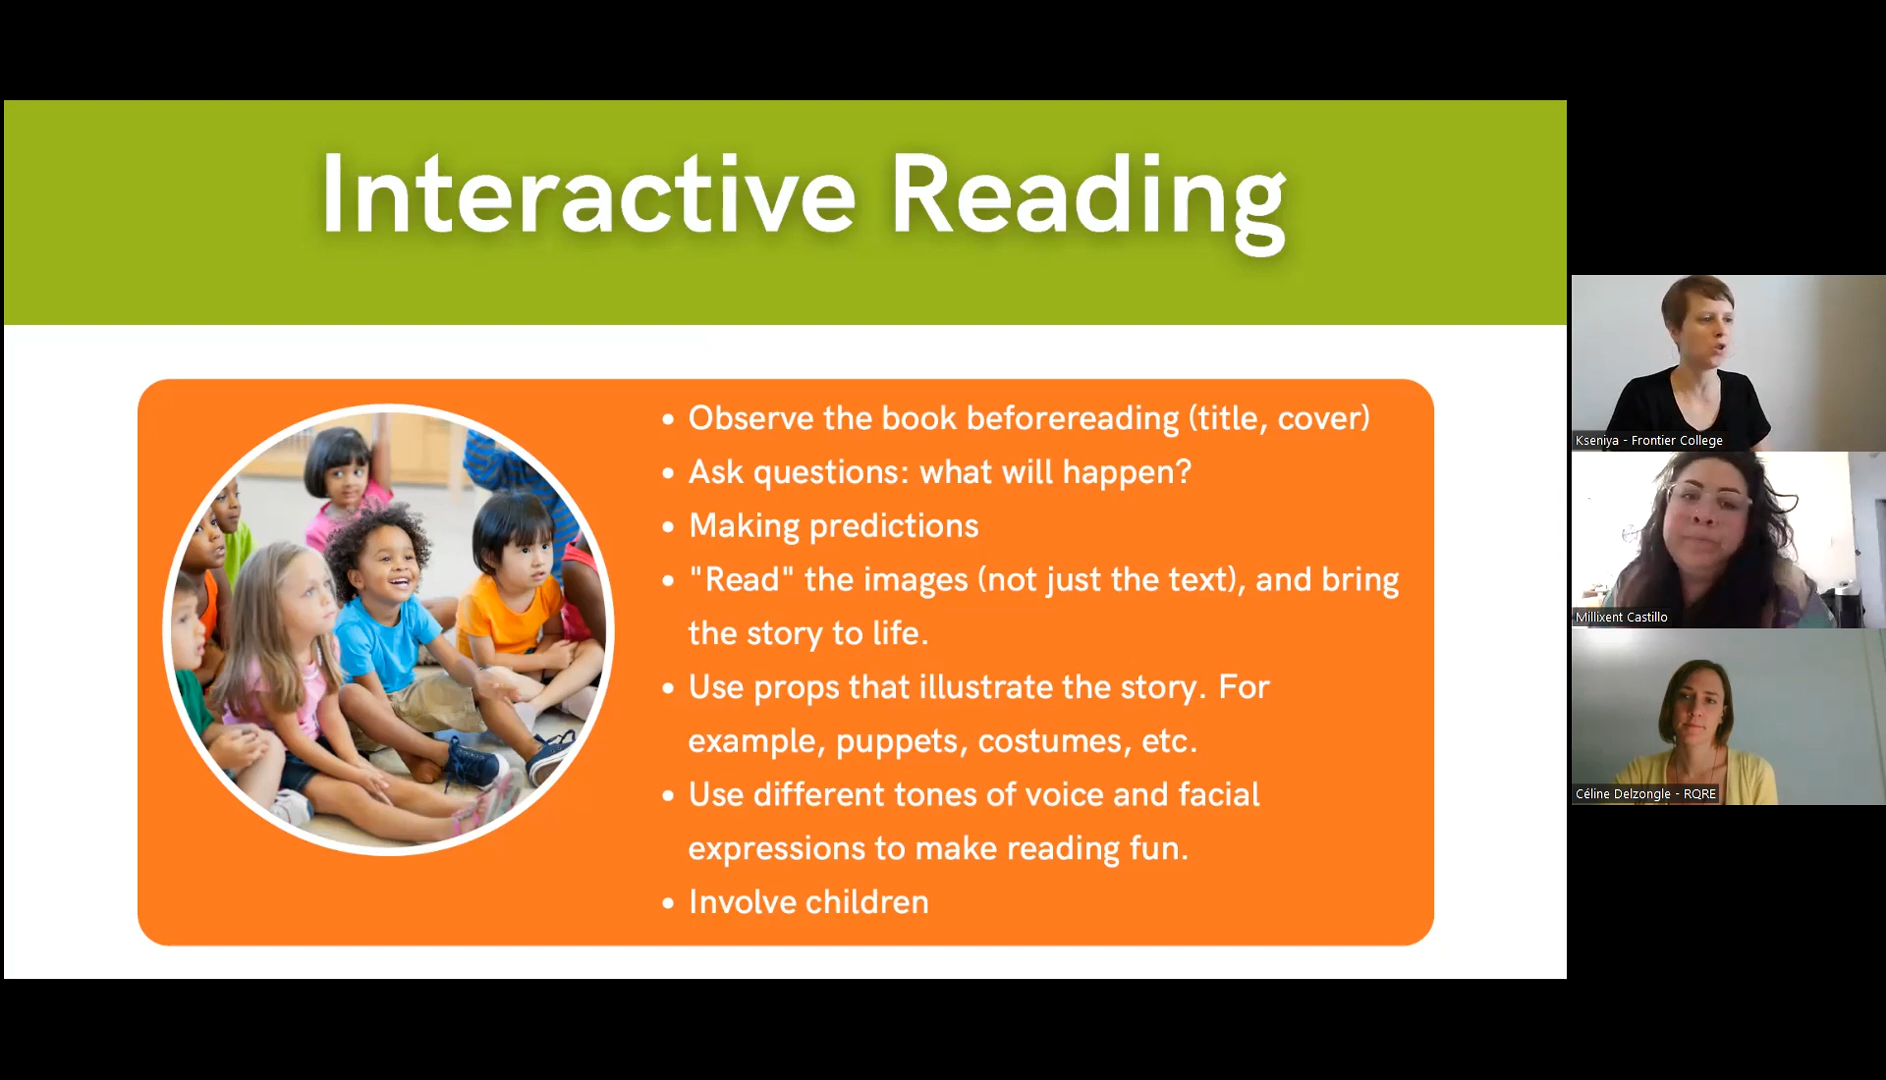 Interactive Reading
• Observe the book beforereading (title, cover)
• Ask questions: what will happen?
• Making predictions
• "Read" the images (not just the text), and bring
the story to life.
• Use props that illustrate the story. For
example, puppets, costumes, etc.
• Use different tones of voice and facial
expressions to make reading fun.
• Involve children
Kseniya - Frontier College
Millixent Castillo
Céline Delzongle - RQRE